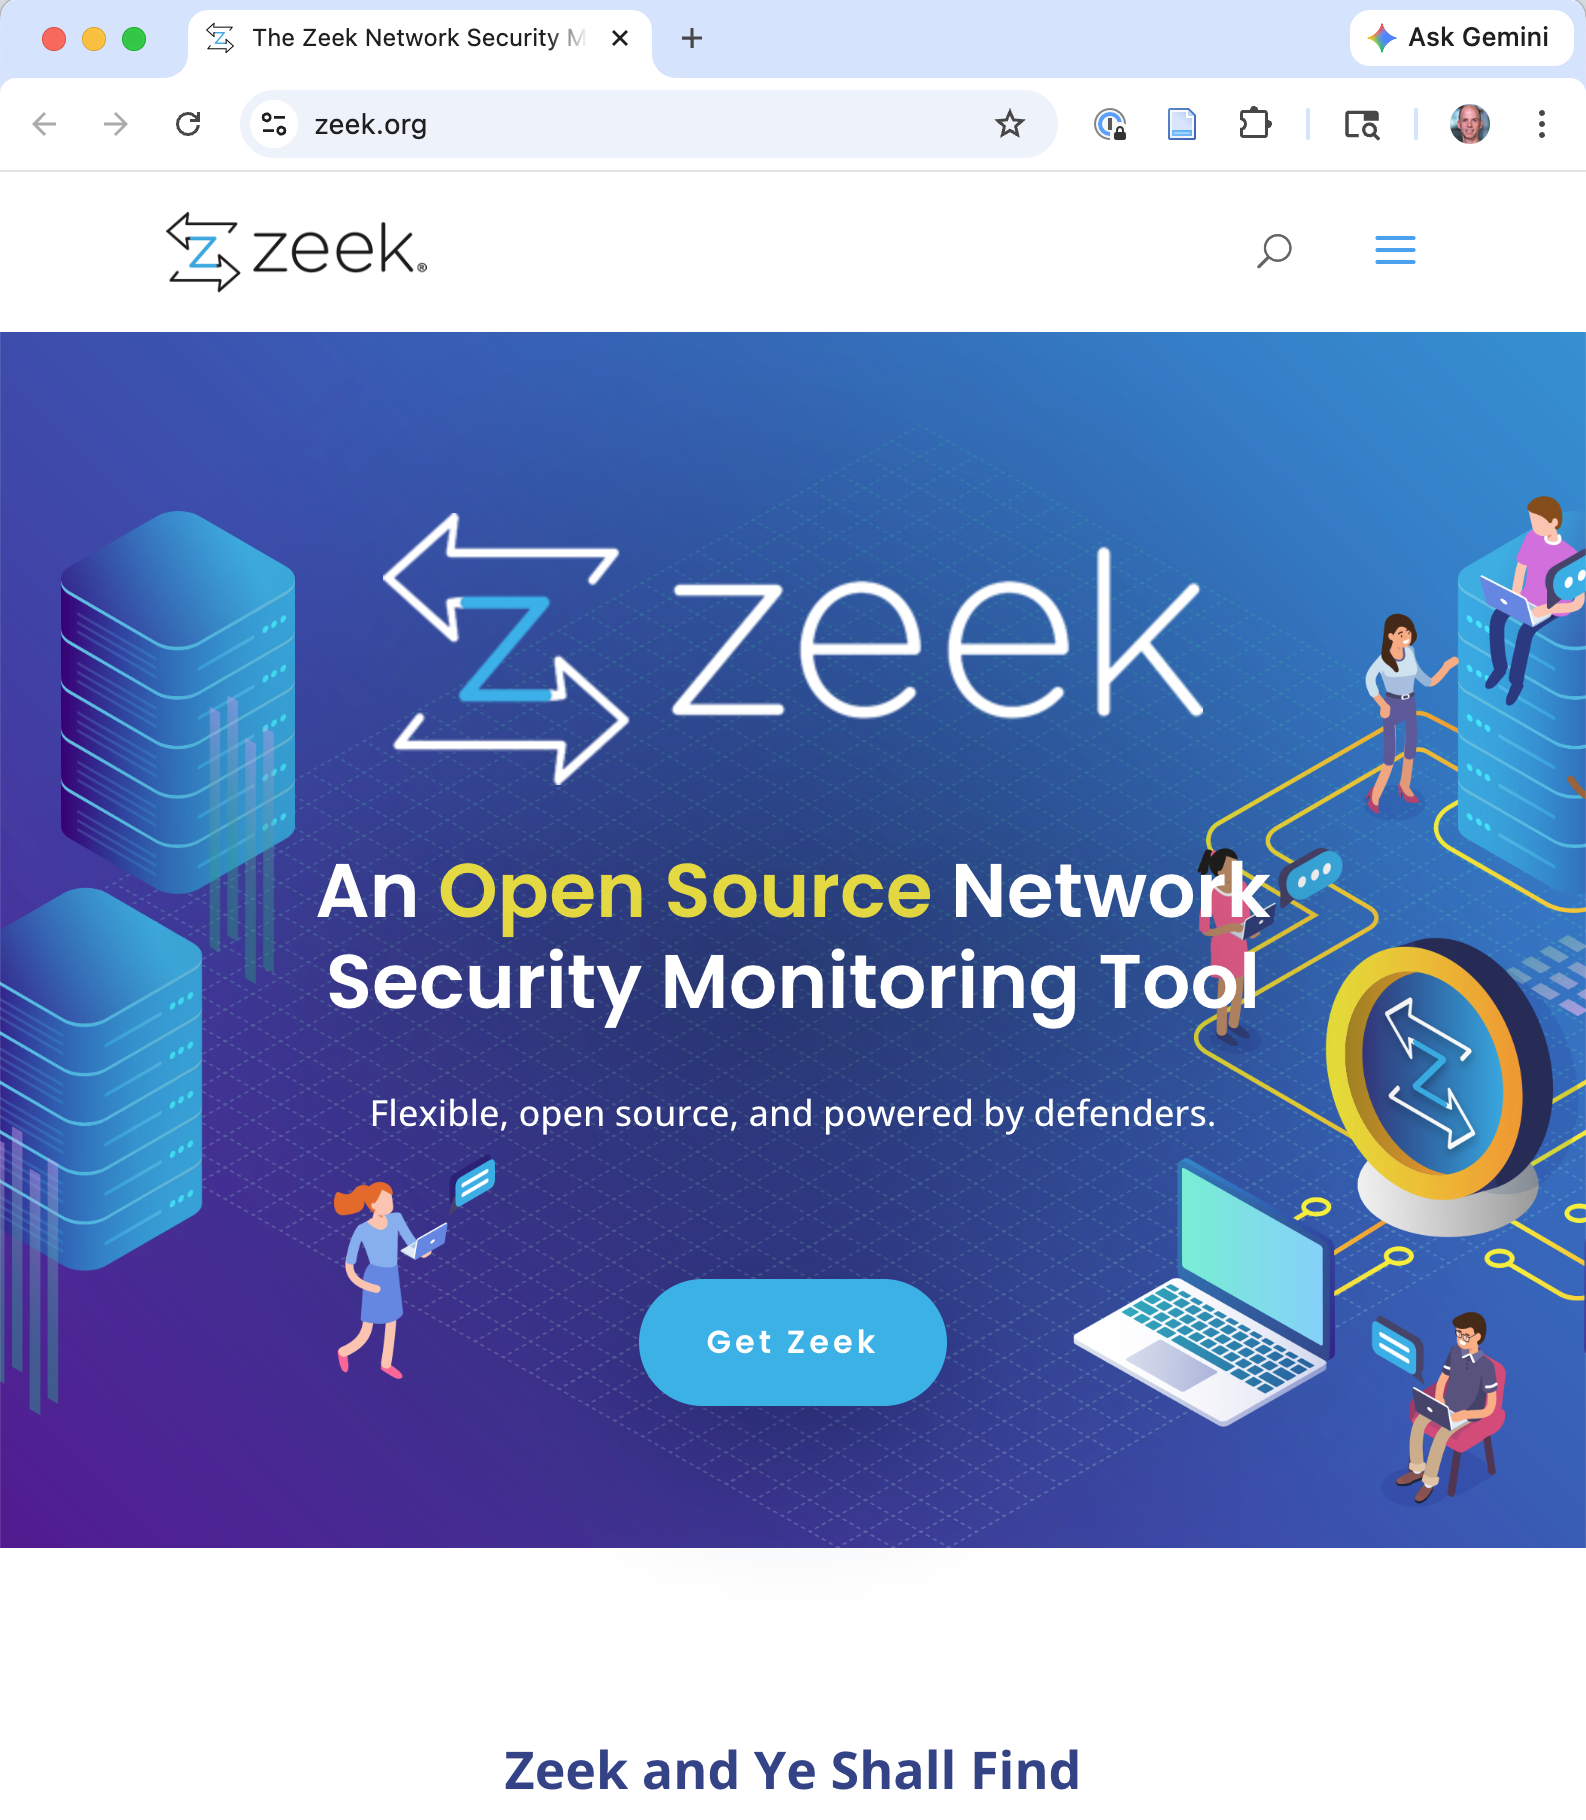 The Zeek Network Security M
Ask Gemini
zeek.org
zeek®
zeek
An Open Source Network
Security Monitoring Tool
Flexible, open source, and powered by defenders.
Get Zeek
Zeek and Ye Shall Find